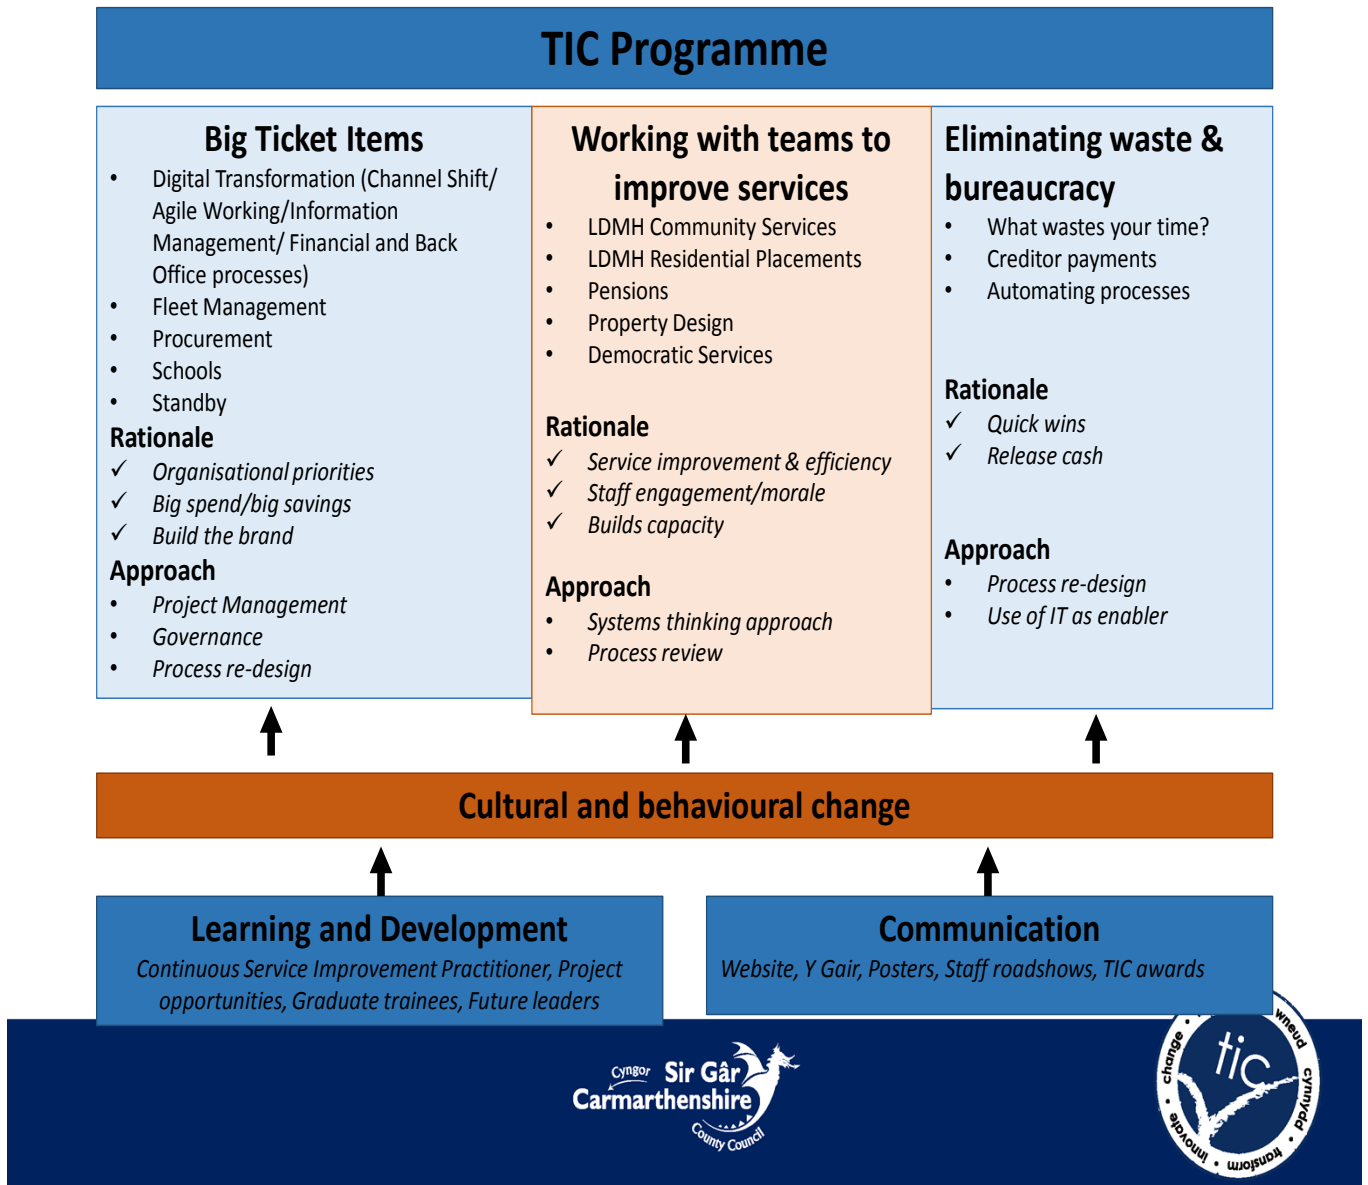 TIC Programme
Big Ticket Items
• Digital Transformation (Channel Shift/
Agile Working/Information
Management/ Financial and Back
Office processes)
• Fleet Management
• Procurement
• Schools
• Standby
Rationale
✓ Organisational priorities
✓ Big spend/big savings
✓ Build the brand
Approach
• Project Management
• Governance
• Process re-design
Working with teams to
improve services
• LDMH Community Services
• LDMH Residential Placements
• Pensions
• Property Design
• Democratic Services
Rationale
✓ Service improvement & efficiency
✓ Staff engagement/morale
✓ Builds capacity
Approach
• Systems thinking approach
• Process review
Eliminating waste &
bureaucracy
• What wastes your time?
• Creditor payments
• Automating processes
Rationale
✓ Quick wins
✓ Release cash
Approach
• Process re-design
• Use of IT as enabler
Cultural and behavioural change
Learning and Development
Continuous Service Improvement Practitioner, Project
opportunities, Graduate trainees, Future leaders
Communication
Website, Y Gair, Posters, Staff roadshows, TIC awards
Cyngor Sir Gâr
Carmarthenshire
County Council
tic
wneud • cynnydd • transform • innovate • change •